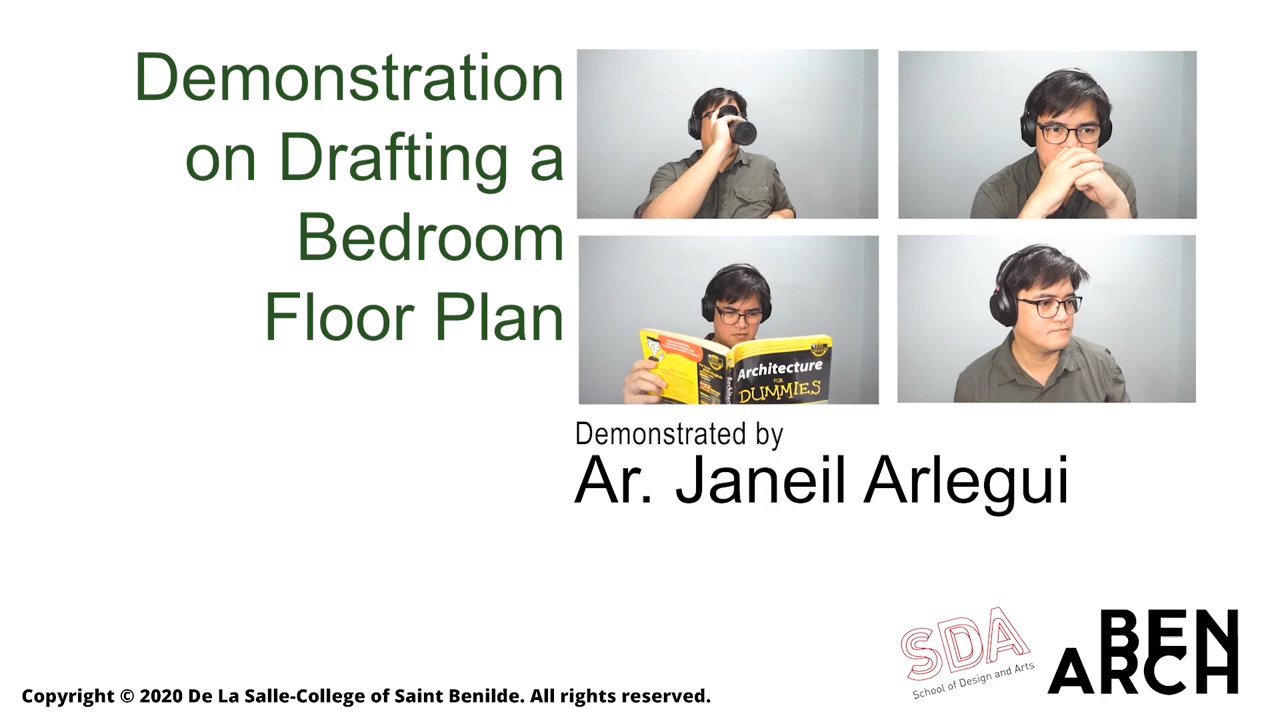 Demonstration
on Drafting a
Bedroom
Floor Plan
Architecture
FOR
DUMMIES
Demonstrated by
Ar. Janeil Arlegui
SDA
School of Design and Arts
BEN
ARCH
Copyright © 2020 De La Salle-College of Saint Benilde. All rights reserved.